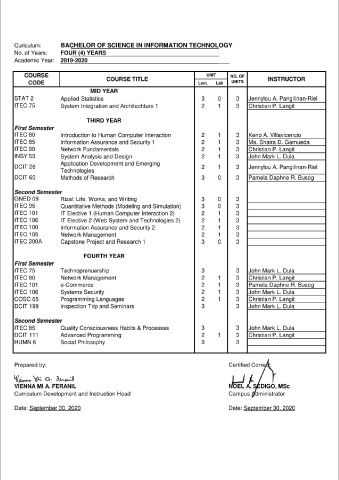 Curiculum: BACHELOR OF SCIENCE IN INFORMATION TECHNOLOGY
No. of Years: FOUR (4) YEARS
Academic Year: 2019-2020
COURSE CODE COURSE TITLE UNIT Lect. Lab NO. OF UNITS INSTRUCTOR
MID YEAR
STAT 2 Applied Statistics 3 0 3 Jennylou A. Pangilinan-Riel
ITEC 75 System Integration and Architechture 1 2 1 3 Christian P. Langit
THIRD YEAR
First Semester
ITEC 80 Introduction to Human Computer Interaction 2 1 3 Keno A. Villavicencio
ITEC 85 Information Assurance and Security 1 2 1 3 Ma. Shaira D. Gamueda
ITEC 90 Network Fundamentals 2 1 3 Christian P. Langit
INSY 55 System Analysis and Design 2 1 3 John Mark L. Dula
DCIT 26 Application Development and Emerging Technologies 2 1 3 Jennylou A. Pangilinan-Riel
DCIT 60 Methods of Research 3 0 3 Pamela Daphne R.
Second Semester
GNED 09 Rizal: Life, Works, and Writing 3 0 3
ITEC 95 Quantitative Methods (Modeling and Simulation) 3 0 3
ITEC 101 IT Elective 1 (Human Computer Interaction 2) 2 1 3
ITEC 106 IT Elective 2 (Web System and Technologies 2) 2 1 3
ITEC 100 Information Assurance and Security 2 2 1 3
ITEC 105 Network Management 2 1 3
ITEC 200A Capstone Project and Research 1 3 0 3
FOURTH YEAR
First Semester
ITEC 75 Technopreneurship 3 3 John Mark L. Dula
ITEC 80 Network Management 2 1 3 Christian P. Langit
ITEC 101 e-Commerce 2 1 3 Pamela Daphne R.
ITEC 106 Systems Security 2 1 3 John Mark L. Dula
COSC 65 Programming Languages 2 1 3 Christian P. Langit
DCIT 199 Inspection Trip and Seminars 3 3 John Mark L. Dula
Second Semester
ITEC 85 Quality Consciousness Habits & Processes 3 3 John Mark L. Dula
DCIT 111 Advanced Programming 2 1 3 Christian P. Langit
HUMN 6 Social Philosophy 3 3
Prepared by: Certified Correct:
VIENNA MI A. FERANIL NOEL A. SEDIGO, MSc
Curriculum Development and Instruction Head Campus Administrator
Date: September 30, 2020 Date: September 30, 2020